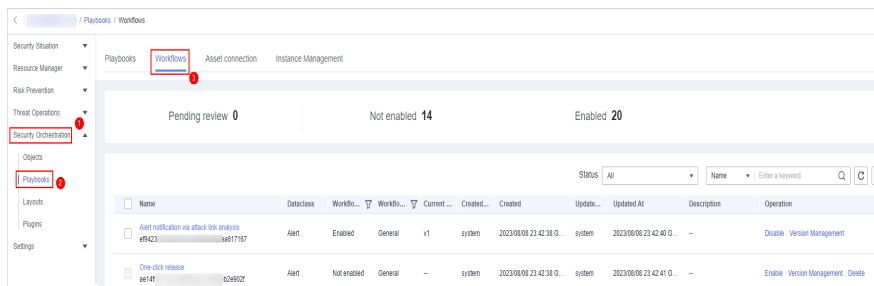 / Playbooks / Workflows
Security Situation
Resource Manager
Risk Prevention
Threat Operations
1
Security Orchestration
Objects
Playbooks 2
Layouts
Plugins
Settings
Playbooks Workflows Asset connection Instance Management
3
Pending review 0 Not enabled 14 Enabled 20
Status All Name Enter a keyword.
Name Dataclass Workflo... Workflo... Current ... Created... Created Update... Updated At Description Operation
Alert notification via attack link analysis
ef9423 aa617167
Alert Enabled General v1 system 2023/08/08 23:42:38 G... system 2023/08/08 23:42:40 G... -- Disable Version Management
One-click release
ae14f b2e902f
Alert Not enabled General -- system 2023/08/08 23:42:38 G... system 2023/08/08 23:42:41 G... -- Enable Version Management Delete